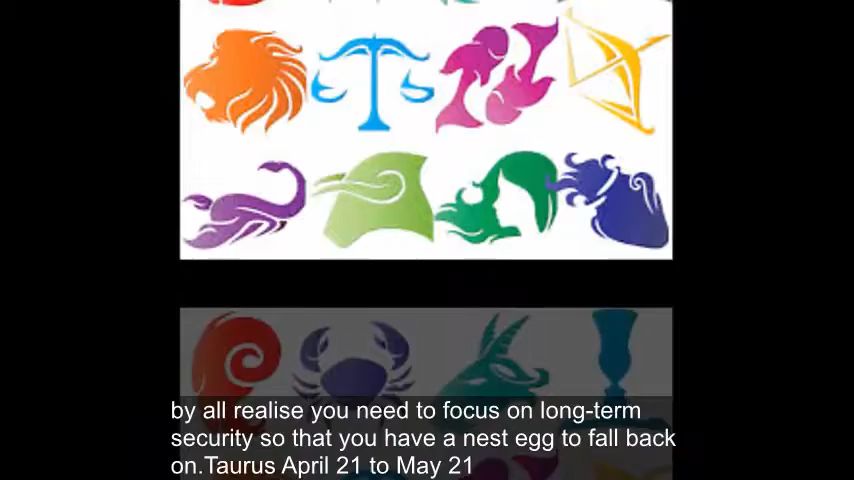 by all realise you need to focus on long-term
security so that you have a nest egg to fall back
on.Taurus April 21 to May 21